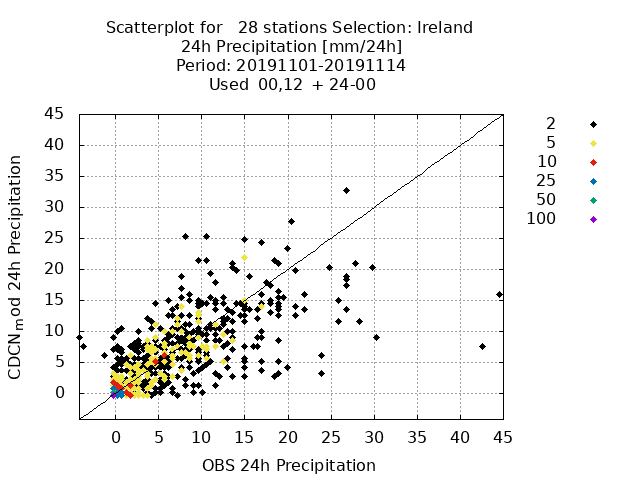 Scatterplot for 28 stations Selection: Ireland
24h Precipitation [mm/24h]
Period: 20191101-20191114
Used 00,12 + 24-00
45
40
35
30
25
20
15
10
5
0
CDCN_mod 24h Precipitation
0 5 10 15 20 25 30 35 40 45
OBS 24h Precipitation
2
5
10
25
50
100